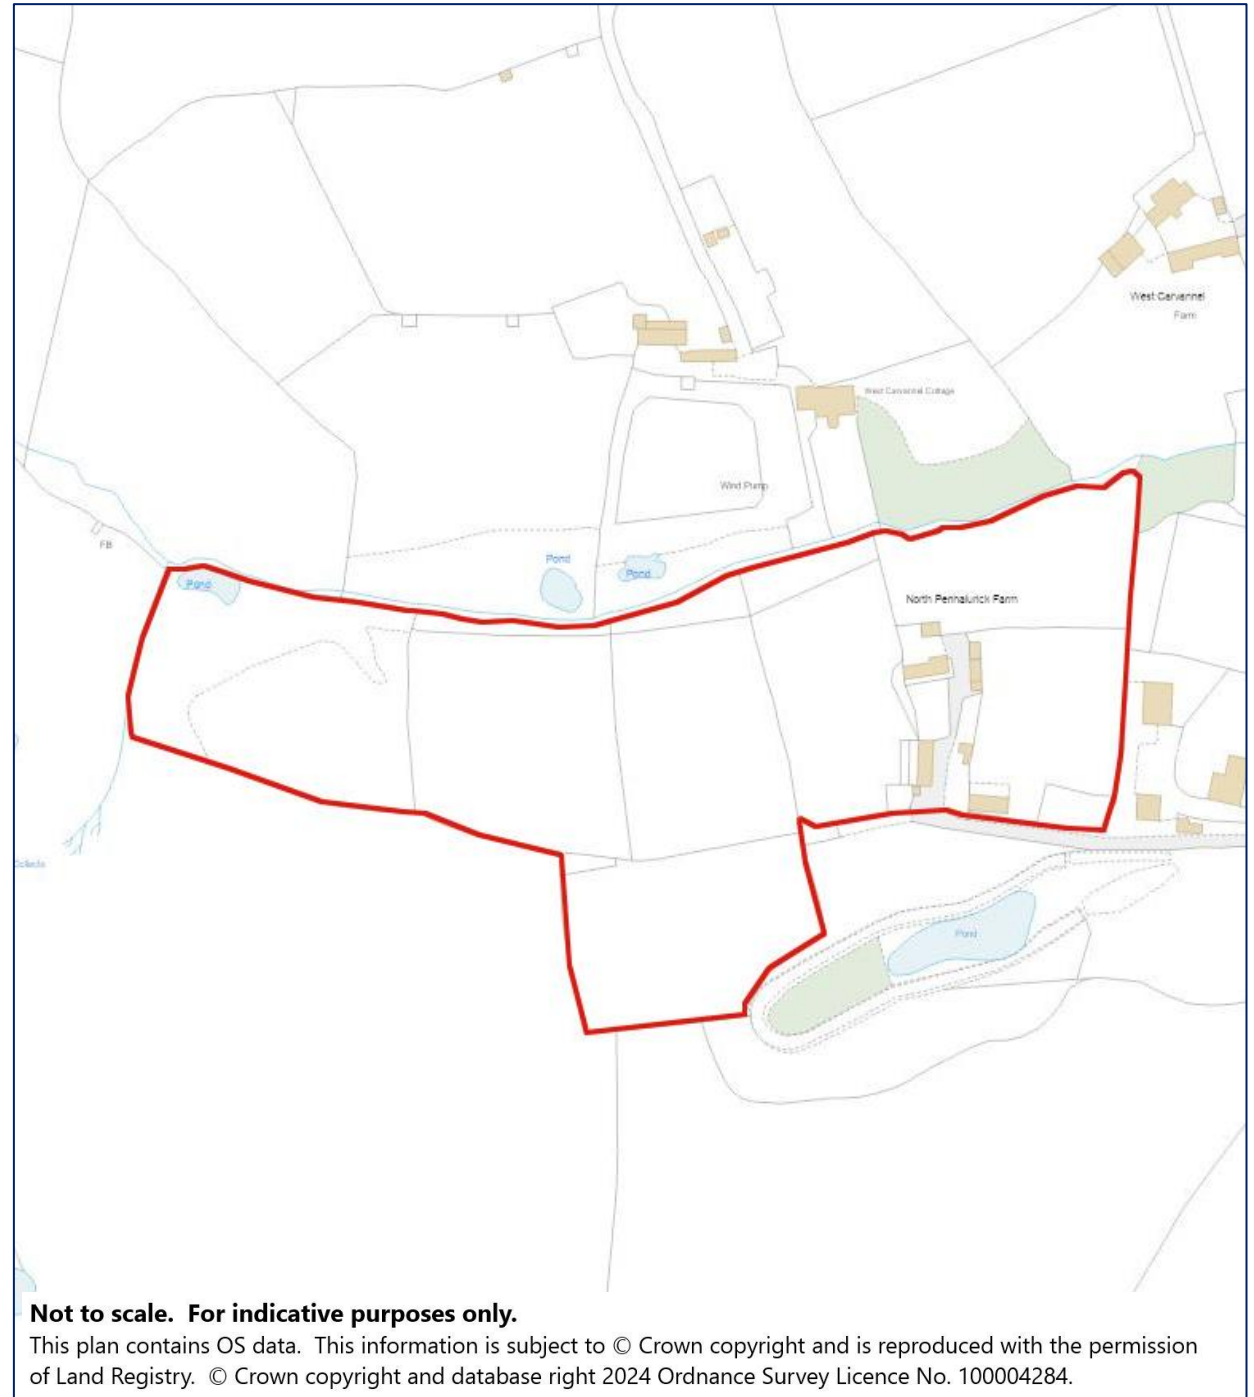 West Carvannel
Farm
West Carvannel Cottage
Wind Pump
FB
Pond
Pond
Pond
North Penhalurick Farm
Pond
Not to scale. For indicative purposes only.
This plan contains OS data. This information is subject to © Crown copyright and is reproduced with the permission
of Land Registry. © Crown copyright and database right 2024 Ordnance Survey Licence No. 100004284.